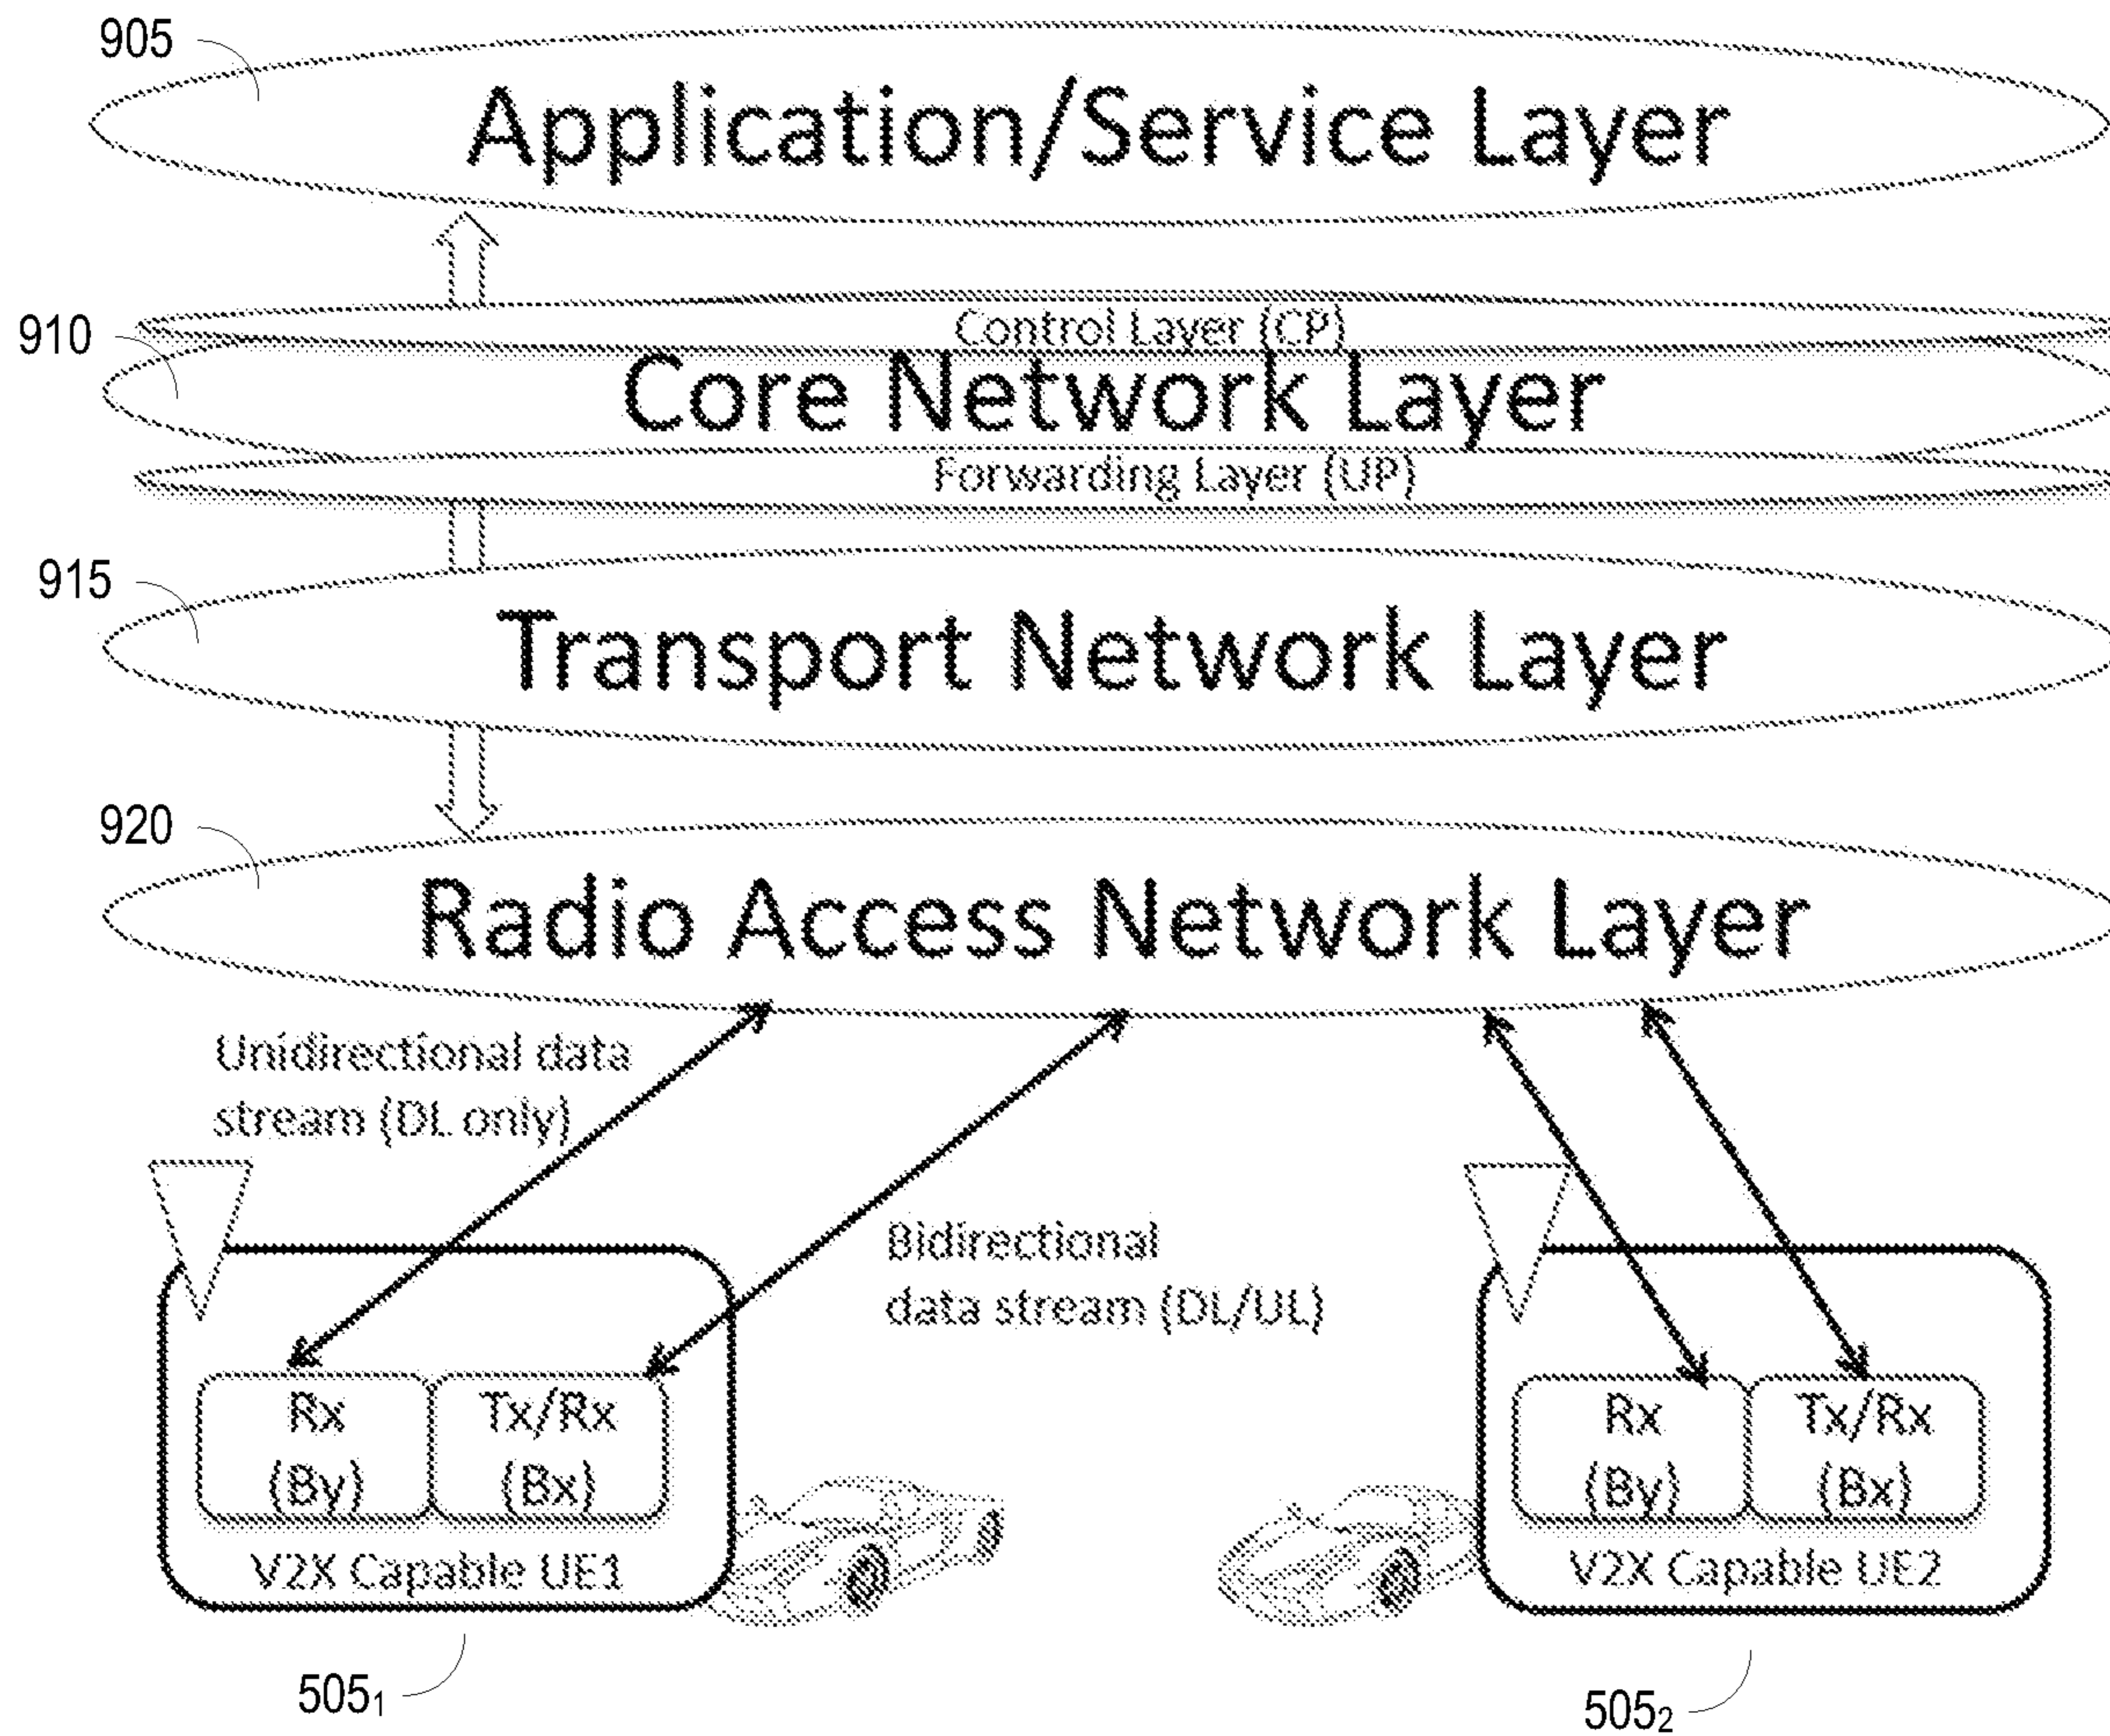 905
Application/Service Layer
Control Layer (CP)
910
Core Network Layer
Forwarding Layer (UP)
915
Transport Network Layer
920
Radio Access Network Layer
Unidirectional data
stream (DL only)
Bidirectional
data stream (DL/UL)
Rx
(By)
Tx/Rx
(Bx)
V2X Capable UE1
Rx
(By)
Tx/Rx
(Bx)
V2X Capable UE2
505₁
505₂